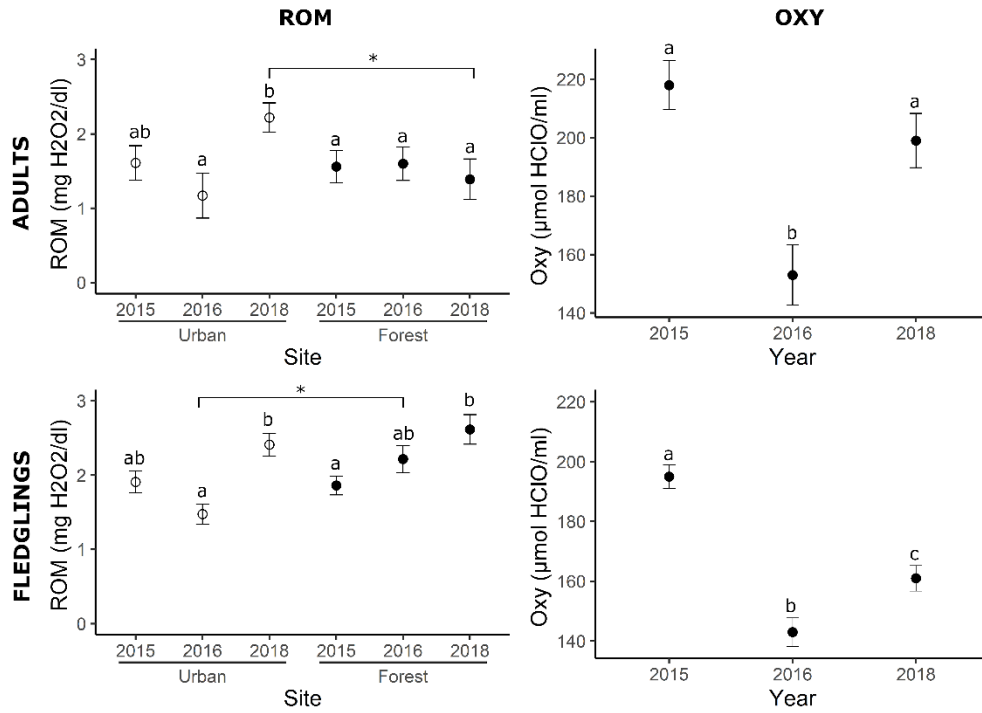 ROM
OXY
ADULTS
ROM (mg H2O2/dl)
3
2
1
0
ab
a
b
a
a
a
*
2015 2016 2018 2015 2016 2018
Urban Forest
Site
Oxy (µmol HClO/ml)
220
200
180
160
140
a
b
a
2015 2016 2018
Year
FLEDGLINGS
ROM (mg H2O2/dl)
3
2
1
0
ab
a
b
a
ab
b
*
2015 2016 2018 2015 2016 2018
Urban Forest
Site
Oxy (µmol HClO/ml)
220
200
180
160
140
a
b
c
2015 2016 2018
Year